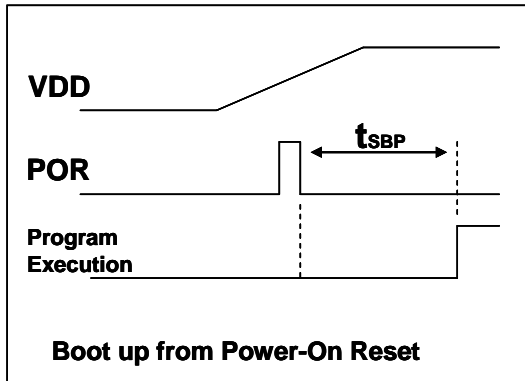 VDD
tSBP
POR
Program
Execution
Boot up from Power-On Reset